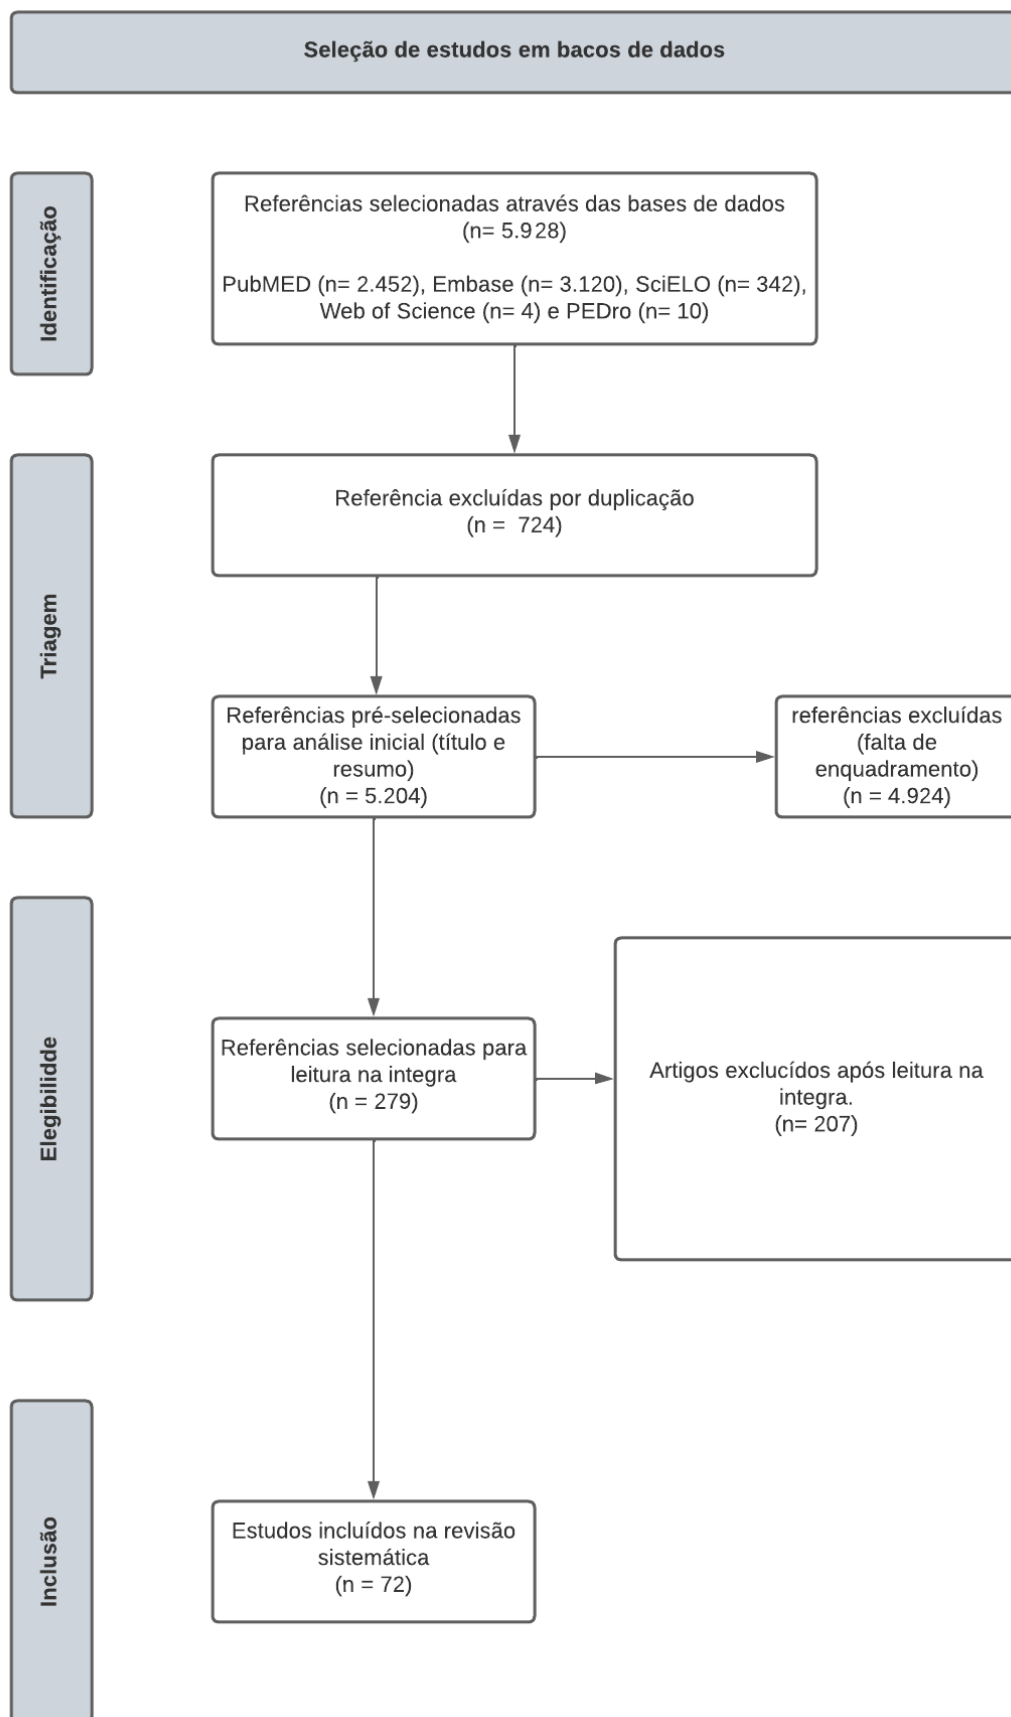 Seleção de estudos em bacos de dados
Identificação
Referências selecionadas através das bases de dados
(n= 5.928)
PubMED (n= 2.452), Embase (n= 3.120), SciELO (n= 342),
Web of Science (n= 4) e PEDro (n= 10)
Triagem
Referência excluídas por duplicação
(n =  724)
Referências pré-selecionadas
para análise inicial (título e
resumo)
(n = 5.204)
referências excluídas
(falta de
enquadramento)
(n = 4.924)
Elegibilidde
Referências selecionadas para
leitura na integra
(n = 279)
Artigos exclucídos após leitura na
integra.
(n= 207)
Inclusão
Estudos incluídos na revisão
sistemática
(n = 72)